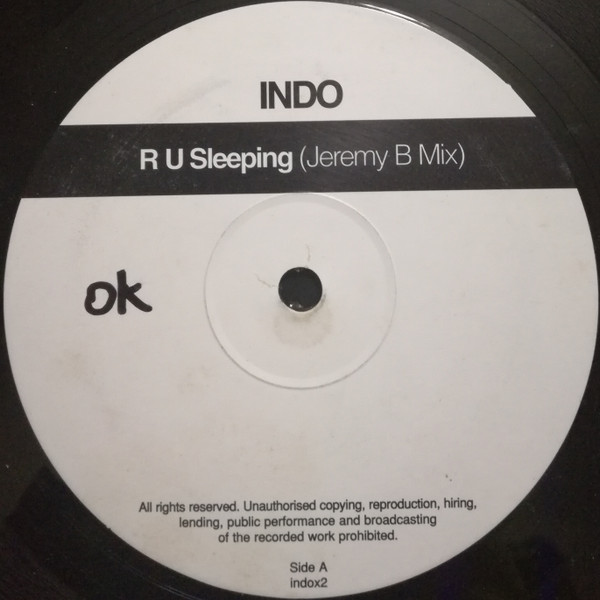 INDO
R U Sleeping (Jeremy B Mix)
ok
All rights reserved. Unauthorised copying, reproduction, hiring,
lending, public performance and broadcasting
of the recorded work prohibited.
Side A
indox2